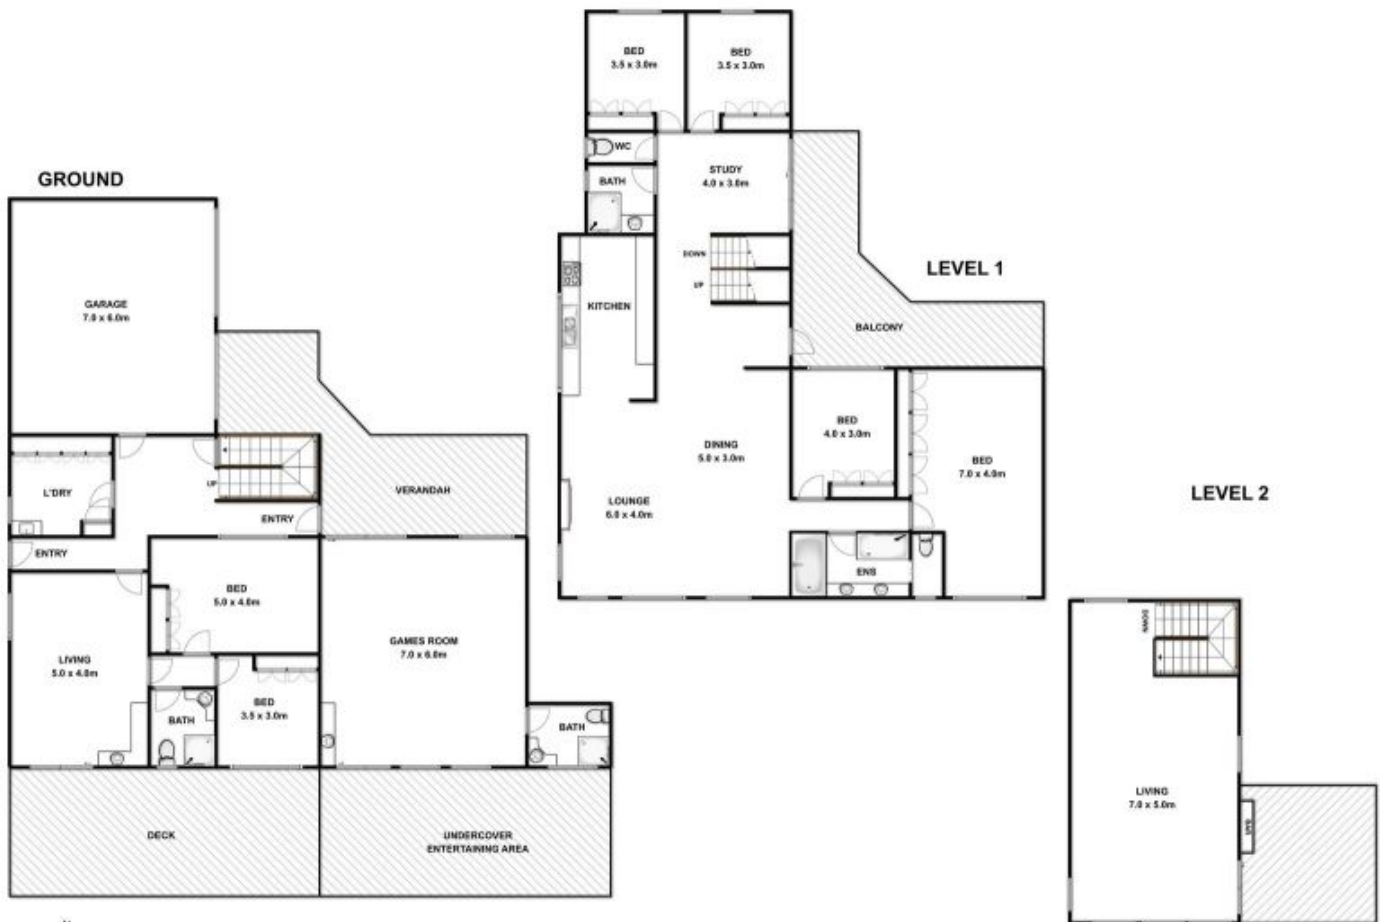 GROUND
GARAGE
7.0 x 6.0m
L'DRY
UP
ENTRY
VERANDAH
ENTRY
BED
5.0 x 4.0m
LIVING
5.0 x 4.0m
GAMES ROOM
7.0 x 6.0m
BED
3.5 x 3.0m
BATH
BATH
DECK
UNDERCOVER
ENTERTAINING AREA
LEVEL 1
BED
3.5 x 3.0m
BED
3.5 x 3.0m
WC
BATH
STUDY
4.0 x 3.0m
DOWN
UP
KITCHEN
BALCONY
BED
4.0 x 3.0m
DINING
5.0 x 3.0m
BED
7.0 x 4.0m
LOUNGE
6.0 x 4.0m
ENS
LEVEL 2
DOWN
LIVING
7.0 x 5.0m
BAR